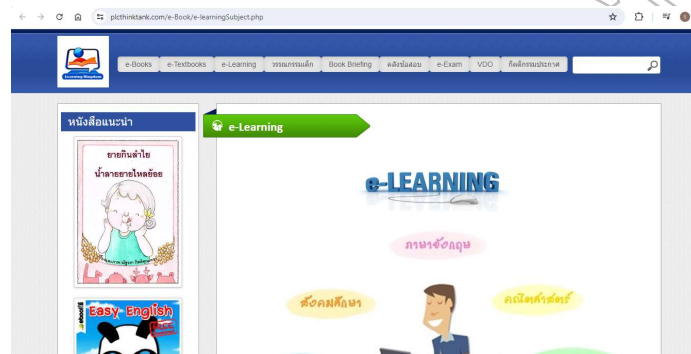 plcthinktank.com/e-Book/e-learningSubject.php
Learning Kingdom
e-Books e-Textbooks e-Learning วรรณกรรมเด็ก Book Briefing คลังข้อสอบ e-Exam VDO กิตติกรรมประกาศ
หนังสือแนะนำ
e-Learning
ยายกินลำไย
น้ำลายยายไหลย้อย
e-LEARNING
ภาษาอังกฤษ
สังคมศึกษา
คณิตศาสตร์
Easy English
FREE